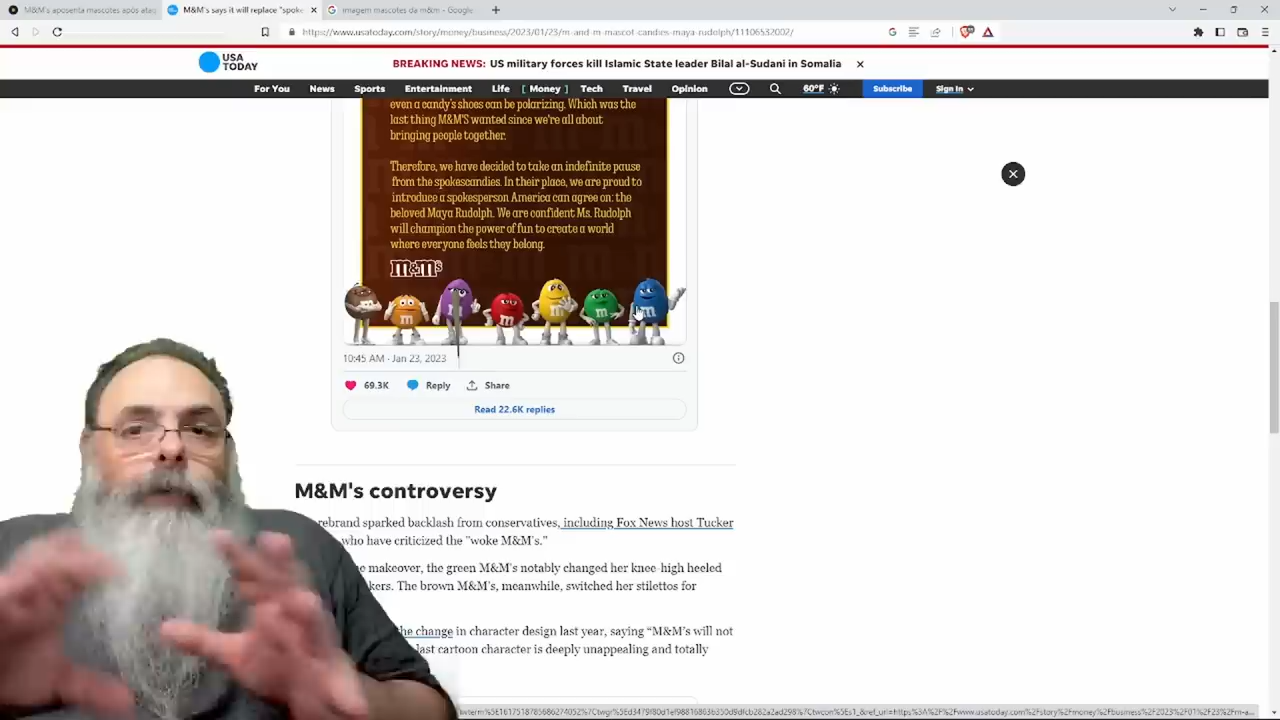 M&M's aposenta mascotes após ataq
M&M's says it will replace "spoke
imagem mascotes da m&m - Google
https://www.usatoday.com/story/money/business/2023/01/23/m-and-m-mascot-candies-maya-rudolph/11106532002/
USA
TODAY
BREAKING NEWS: US military forces kill Islamic State leader Bilal al-Sudani in Somalia
For You News Sports Entertainment Life [ Money ] Tech Travel Opinion 60°F Subscribe Sign In
even a candy's shoes can be polarizing. Which was the
last thing M&M'S wanted since we're all about
bringing people together.
Therefore, we have decided to take an indefinite pause
from the spokescandies. In their place, we are proud to
introduce a spokesperson America can agree on: the
beloved Maya Rudolph. We are confident Ms. Rudolph
will champion the power of fun to create a world
where everyone feels they belong.
m&m's
m m m m m m
10:45 AM · Jan 23, 2023
69.3K Reply Share
Read 22.6K replies
M&M's controversy
rebrand sparked backlash from conservatives, including Fox News host Tucker
who have criticized the "woke M&M's."
makeover, the green M&M's notably changed her knee-high heeled
The brown M&M's, meanwhile, switched her stilettos for
the change in character design last year, saying “M&M's will not
last cartoon character is deeply unappealing and totally